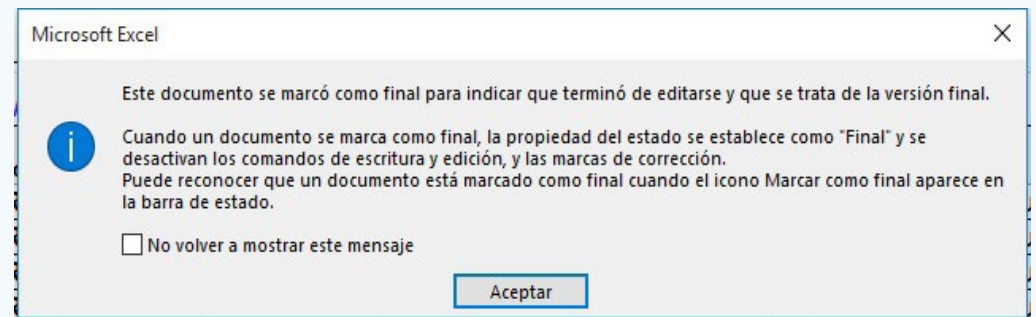 Microsoft Excel
Este documento se marcó como final para indicar que terminó de editarse y que se trata de la versión final.
Cuando un documento se marca como final, la propiedad del estado se establece como "Final" y se
desactivan los comandos de escritura y edición, y las marcas de corrección.
Puede reconocer que un documento está marcado como final cuando el icono Marcar como final aparece en
la barra de estado.
No volver a mostrar este mensaje
Aceptar